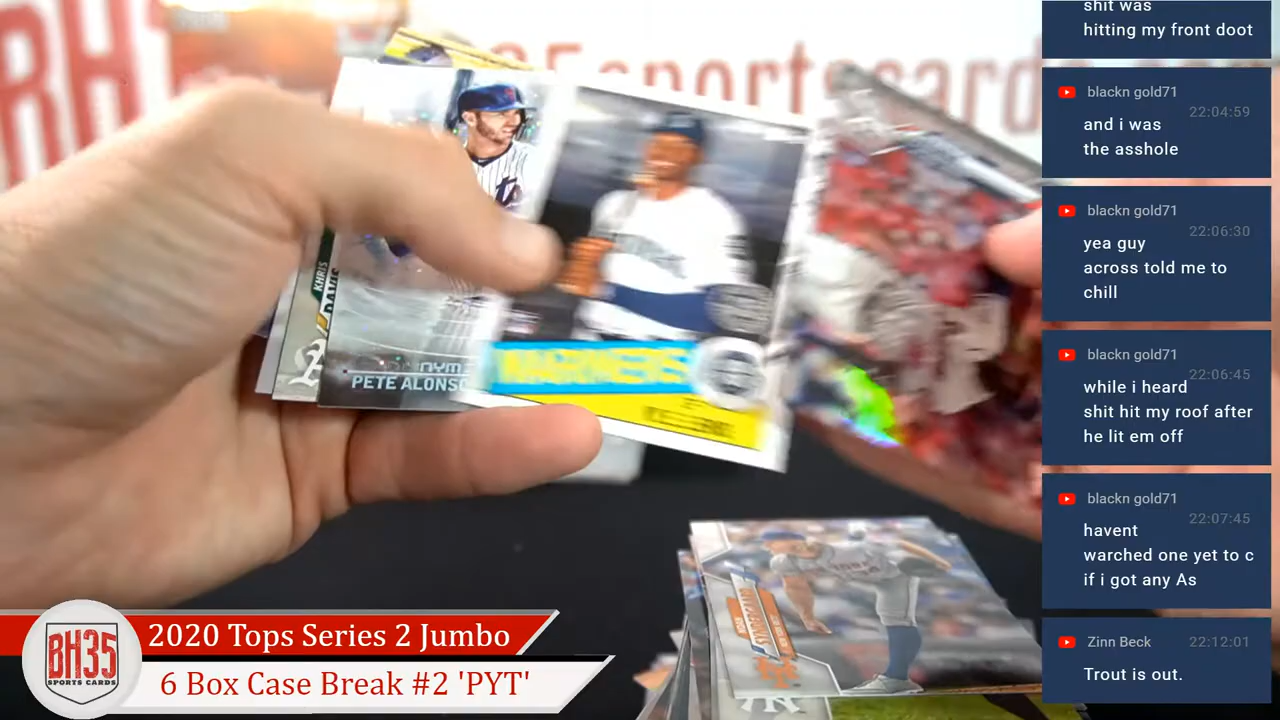 shit was
hitting my front doot
blackn gold71
22:04:59
and i was
the asshole
blackn gold71
22:06:30
yea guy
across told me to
chill
blackn gold71
22:06:45
while i heard
shit hit my roof after
he lit em off
blackn gold71
22:07:45
havent
warched one yet to c
if i got any As
Zinn Beck
22:12:01
Trout is out.
KHRIS
DAVIS
NYM
PETE ALONSO
MARINERS
BH35
SPORTS CARDS
2020 Tops Series 2 Jumbo
6 Box Case Break #2 'PYT'